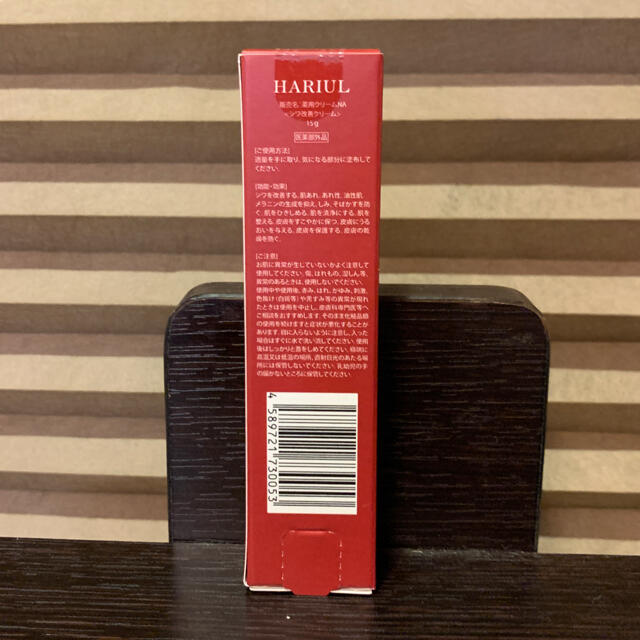 HARIUL
販売名:薬用クリームNA
<シワ改善クリーム>
15g
医薬部外品
[ご使用方法]
適量を手に取り、気になる部分に塗布して
ください。
[効能・効果]
シワを改善する。肌あれ。あれ性。油性肌。
メラニンの生成を抑え、しみ、そばかすを防
ぐ。肌をひきしめる。肌を清浄にする。肌を
整える。皮膚をすこやかに保つ。皮膚にうる
おいを与える。皮膚を保護する。皮膚の乾
燥を防ぐ。
[ご注意]
お肌に異常が生じていないかよく注意して
使用してください。傷、はれもの、湿しん等、
異常のあるときは、使用しないでください。
使用中や使用後、赤み、はれ、かゆみ、刺激、
色抜け(白斑等)や黒ずみ等の異常が現れ
たときは使用を中止し、皮膚科専門医等へ
ご相談をおすすめします。そのまま化粧品類
の使用を続けますと症状が悪化することが
あります。目に入らないように注意し、入った
場合はすぐに水で洗い流してください。使用
後はしっかりと蓋をしめてください。極端に
高温又は低温の場所、直射日光のあたる場
所には保管しないでください。乳幼児の手
の届かないところに保管してください。
4 589721 730053